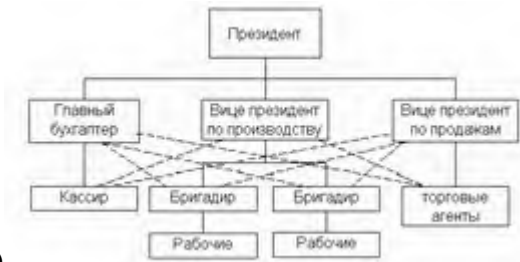 Президент
Главный
бухгалтер
Вице президент
по производству
Вице президент
по продажам
Кассир
Бригадир
Бригадир
торговые
агенты
Рабочие
Рабочие
)